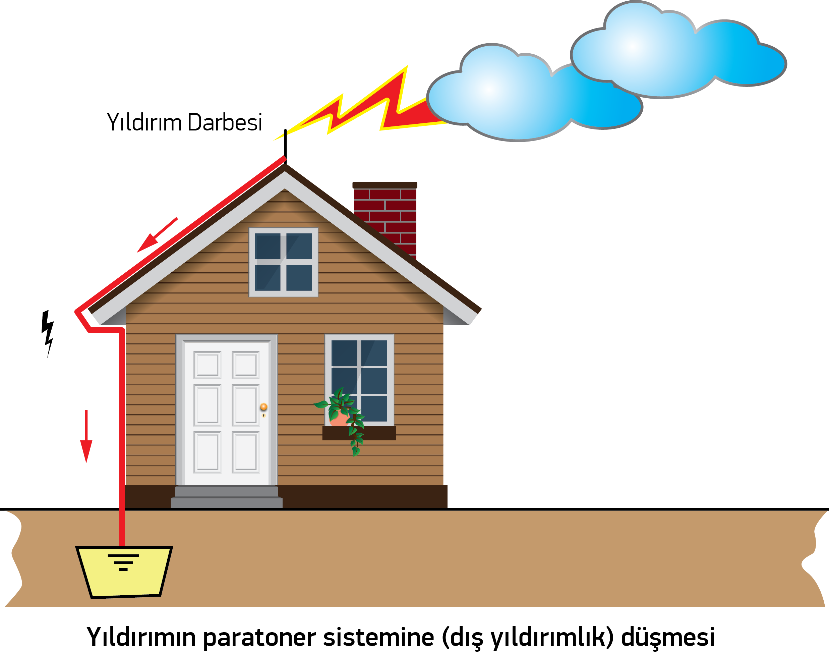 Yıldırım Darbesi
Yıldırımın paratoner sistemine (dış yıldırımlık) düşmesi